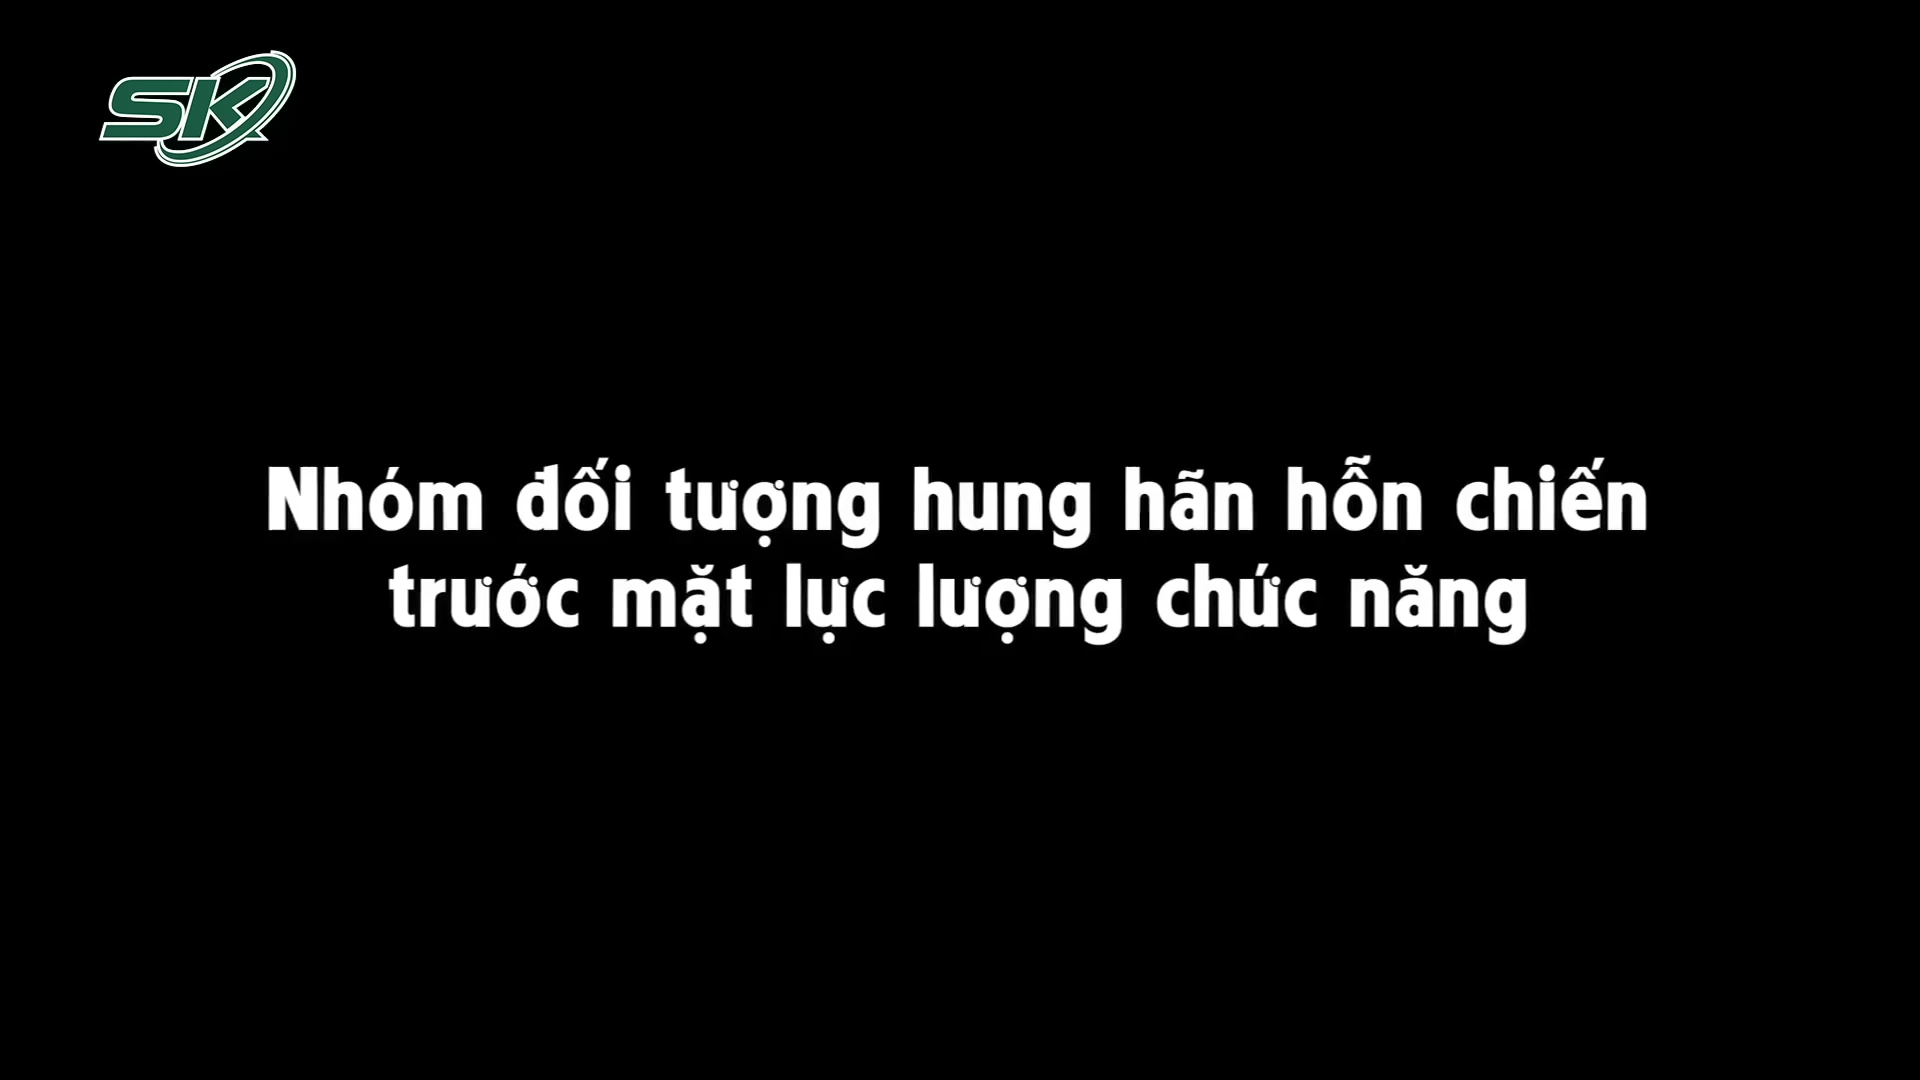 SK
Nhóm đối tượng hung hãn hỗn chiến
trước mặt lực lượng chức năng